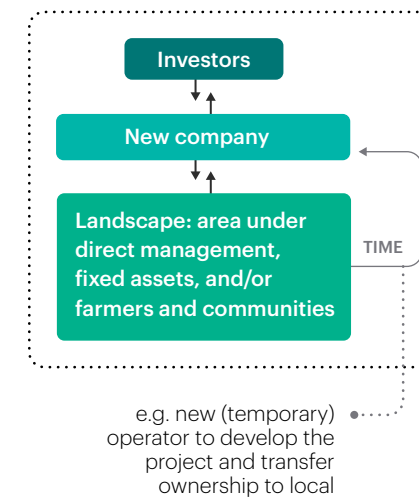 Investors
New company
Landscape: area under
direct management,
fixed assets, and/or
farmers and communities
TIME
e.g. new (temporary)
operator to develop the
project and transfer
ownership to local